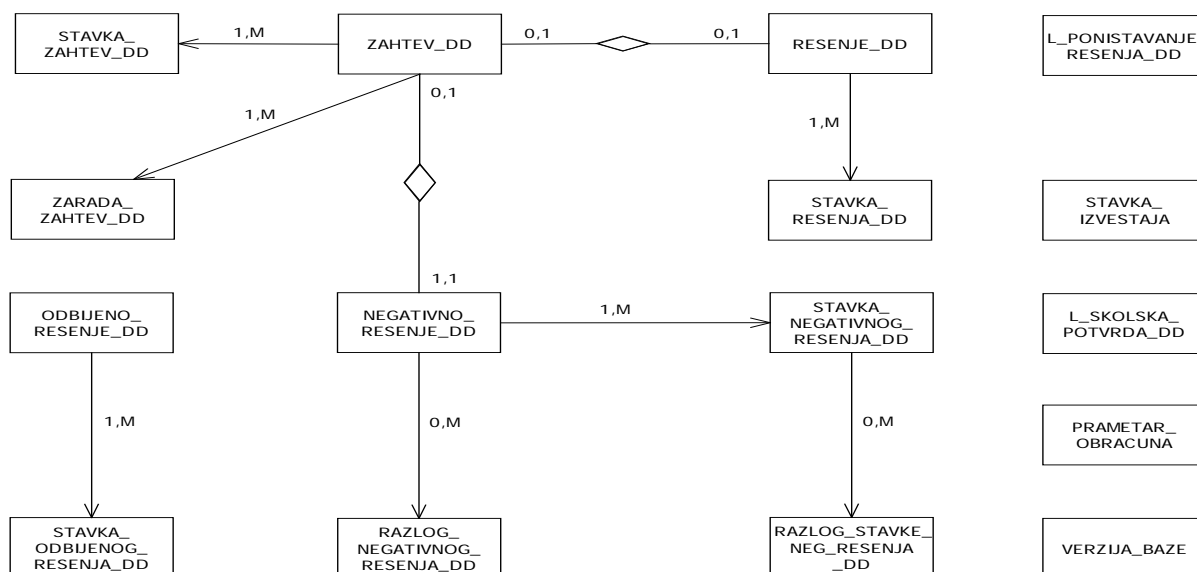 STAVKA_
ZAHTEV_DD
1,M
ZAHTEV_DD
0,1
0,1
RESENJE_DD
L_PONISTAVANJE
RESENJA_DD
1,M
0,1
1,M
ZARADA_
ZAHTEV_DD
STAVKA_
RESENJA_DD
STAVKA_
IZVESTAJA
1,1
ODBIJENO_
RESENJE_DD
NEGATIVNO_
RESENJE_DD
1,M
STAVKA_
NEGATIVNOG_
RESENJA_DD
L_SKOLSKA_
POTVRDA_DD
1,M
0,M
0,M
PRAMETAR_
OBRACUNA
STAVKA_
ODBIJENOG_
RESENJA_DD
RAZLOG_
NEGATIVNOG_
RESENJA_DD
RAZLOG_STAVKE_
NEG_RESENJA
_DD
VERZIJA_BAZE